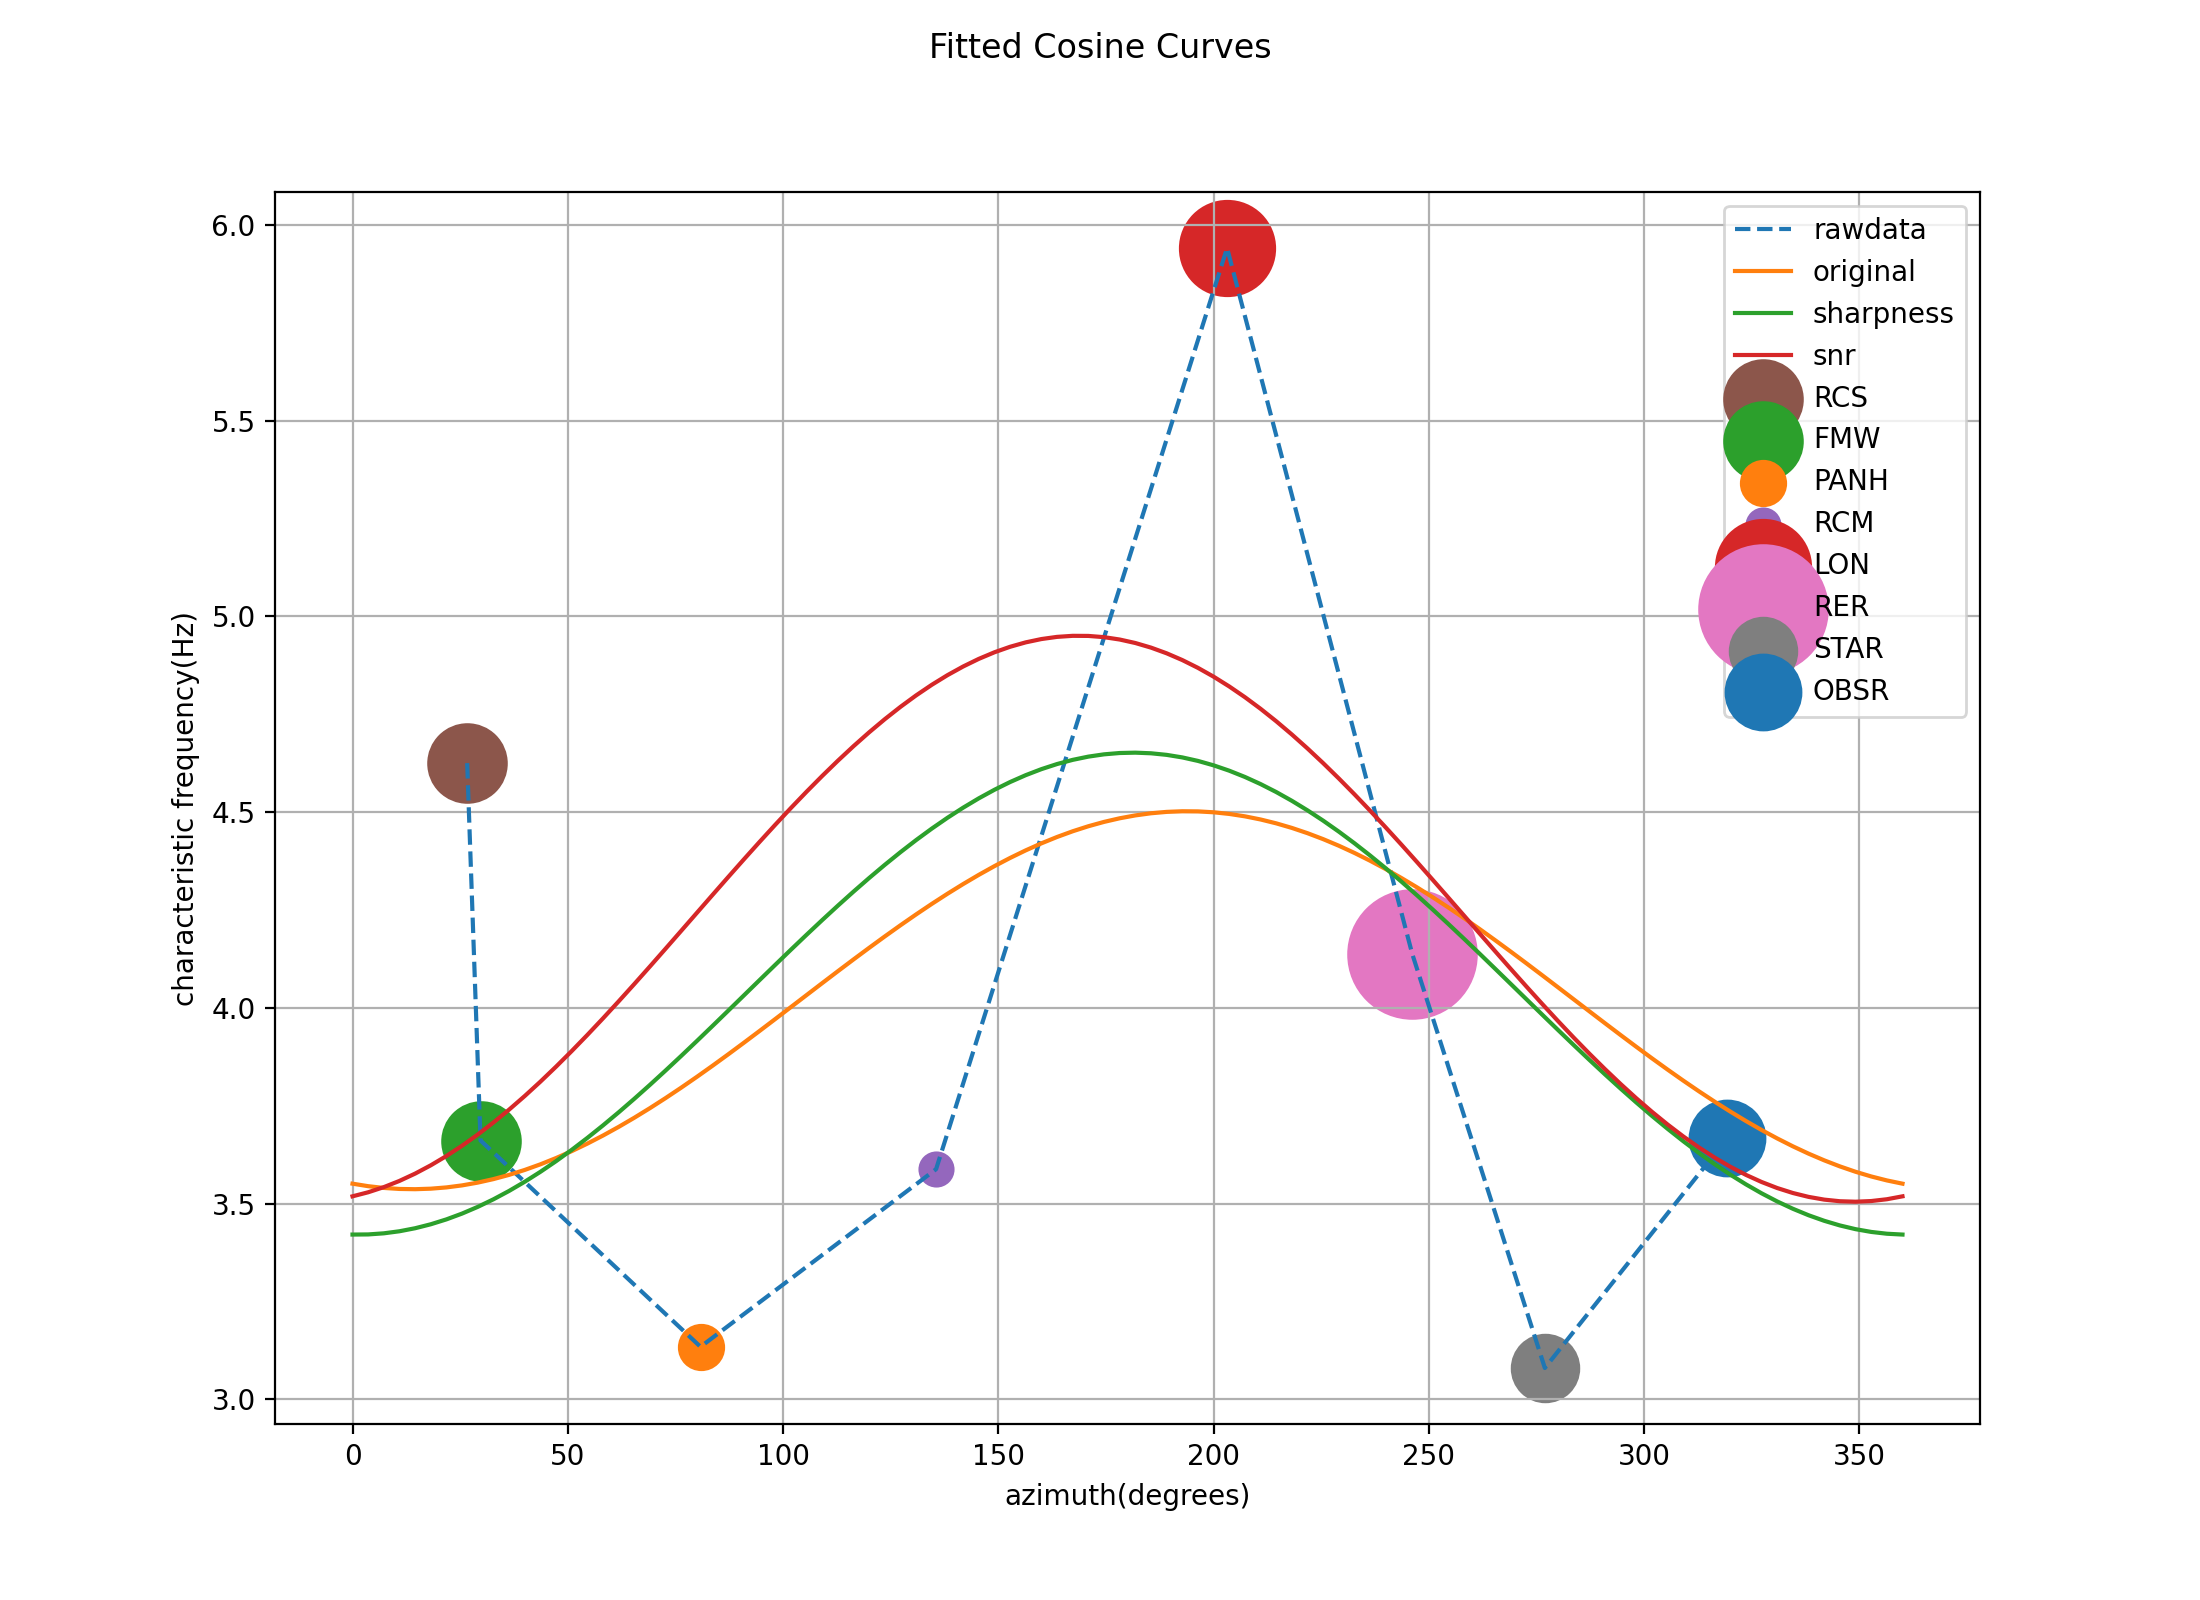 Fitted Cosine Curves
characteristic frequency(Hz)
6.0
5.5
5.0
4.5
4.0
3.5
3.0
0 50 100 150 200 250 300 350
azimuth(degrees)
rawdata
original
sharpness
snr
RCS
FMW
PANH
RCM
LON
RER
STAR
OBSR